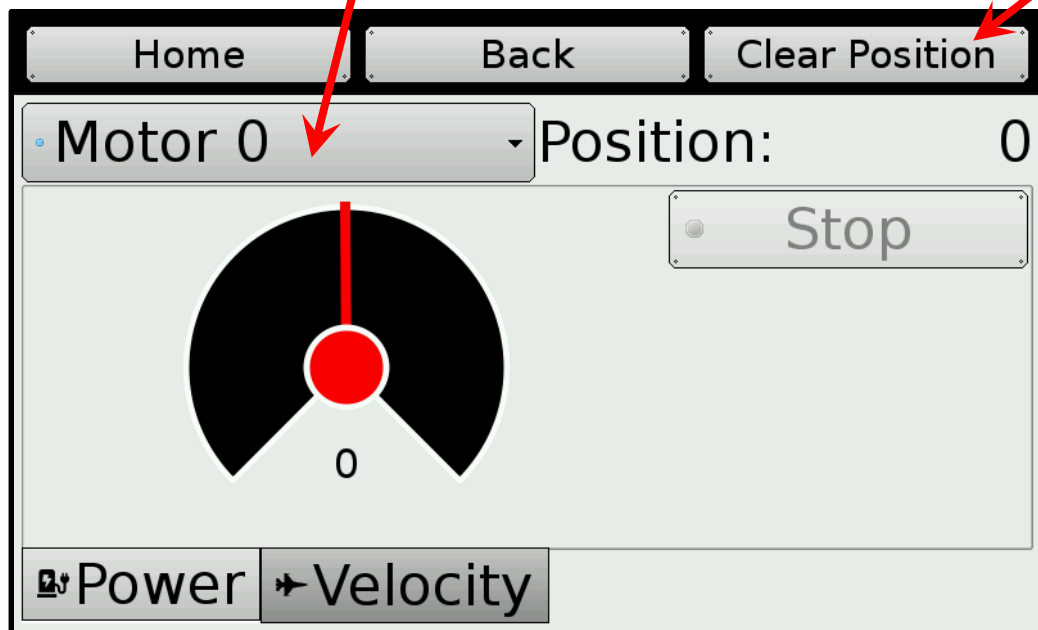 Home Back Clear Position
Motor 0 Position: 0
Stop
0
Power Velocity